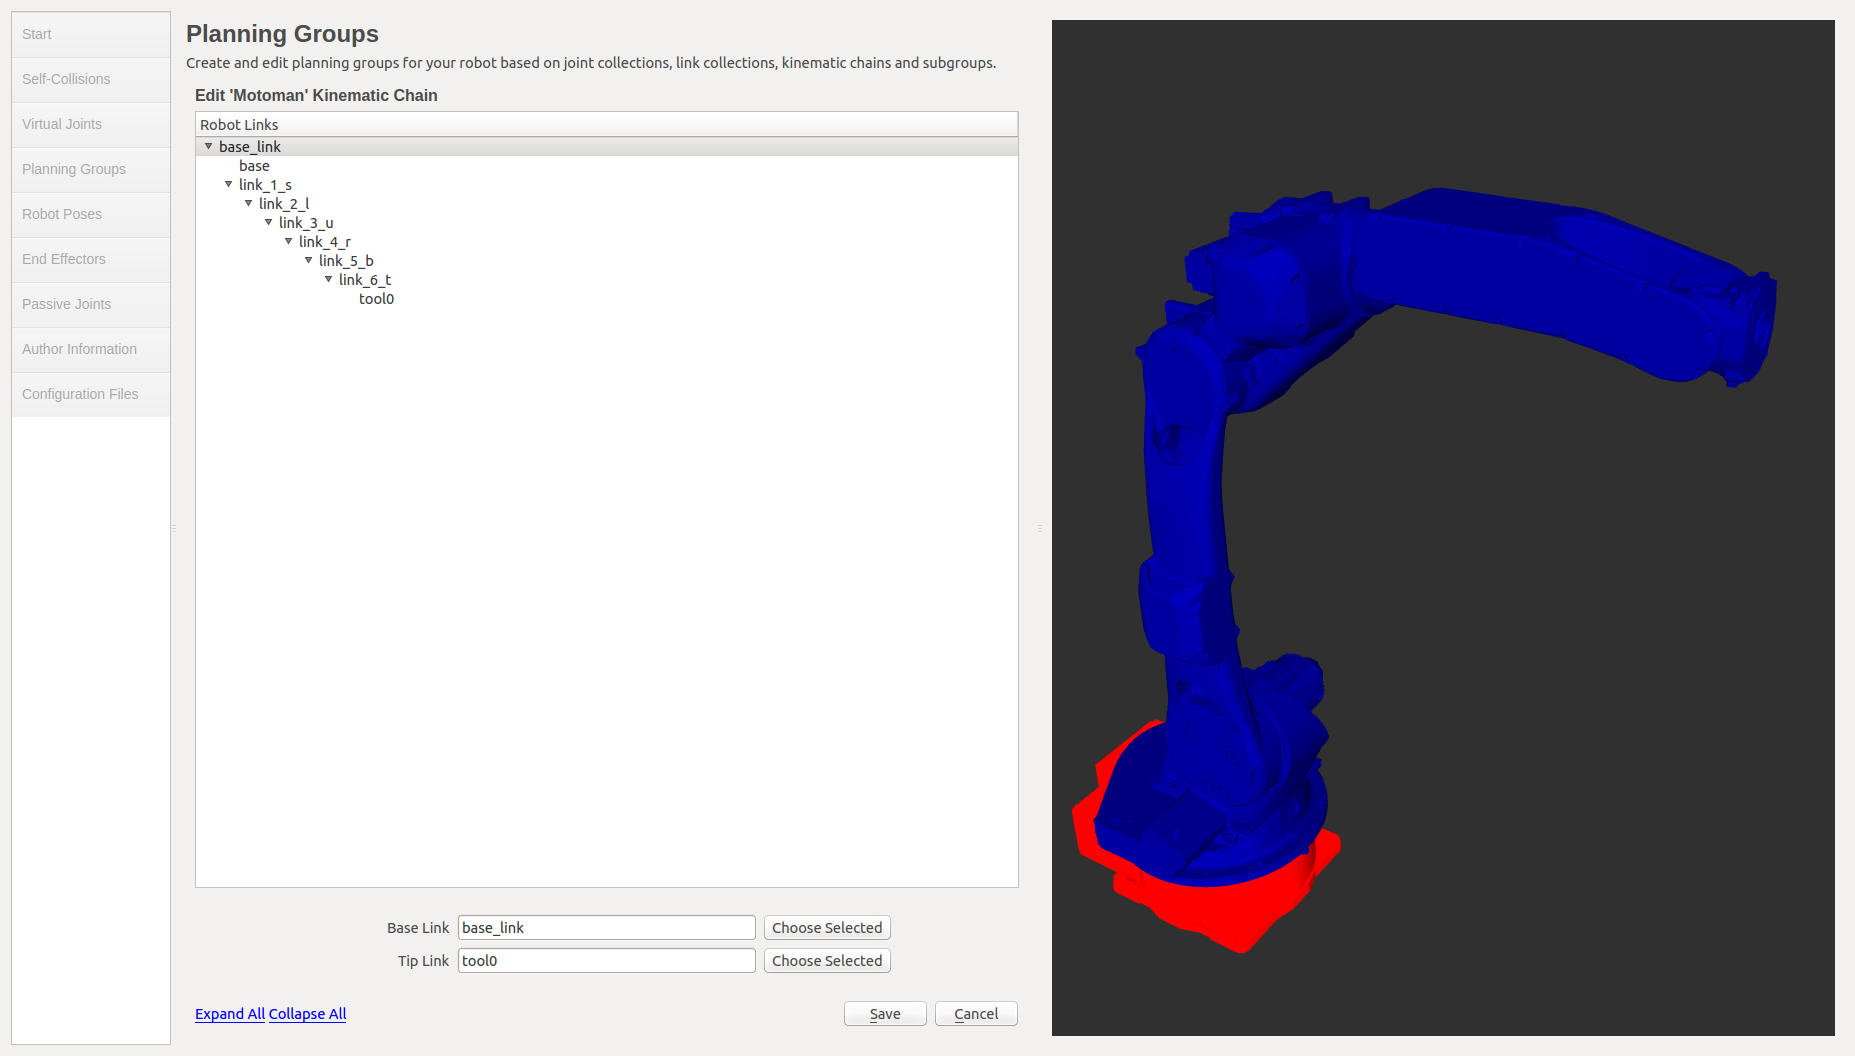 Start
Self-Collisions
Virtual Joints
Planning Groups
Robot Poses
End Effectors
Passive Joints
Author Information
Configuration Files
Planning Groups
Create and edit planning groups for your robot based on joint collections, link collections, kinematic chains and subgroups.
Edit 'Motoman' Kinematic Chain
Robot Links
base_link
base
link_1_s
link_2_l
link_3_u
link_4_r
link_5_b
link_6_t
tool0
Base Link base_link Choose Selected
Tip Link tool0 Choose Selected
Expand All Collapse All Save Cancel